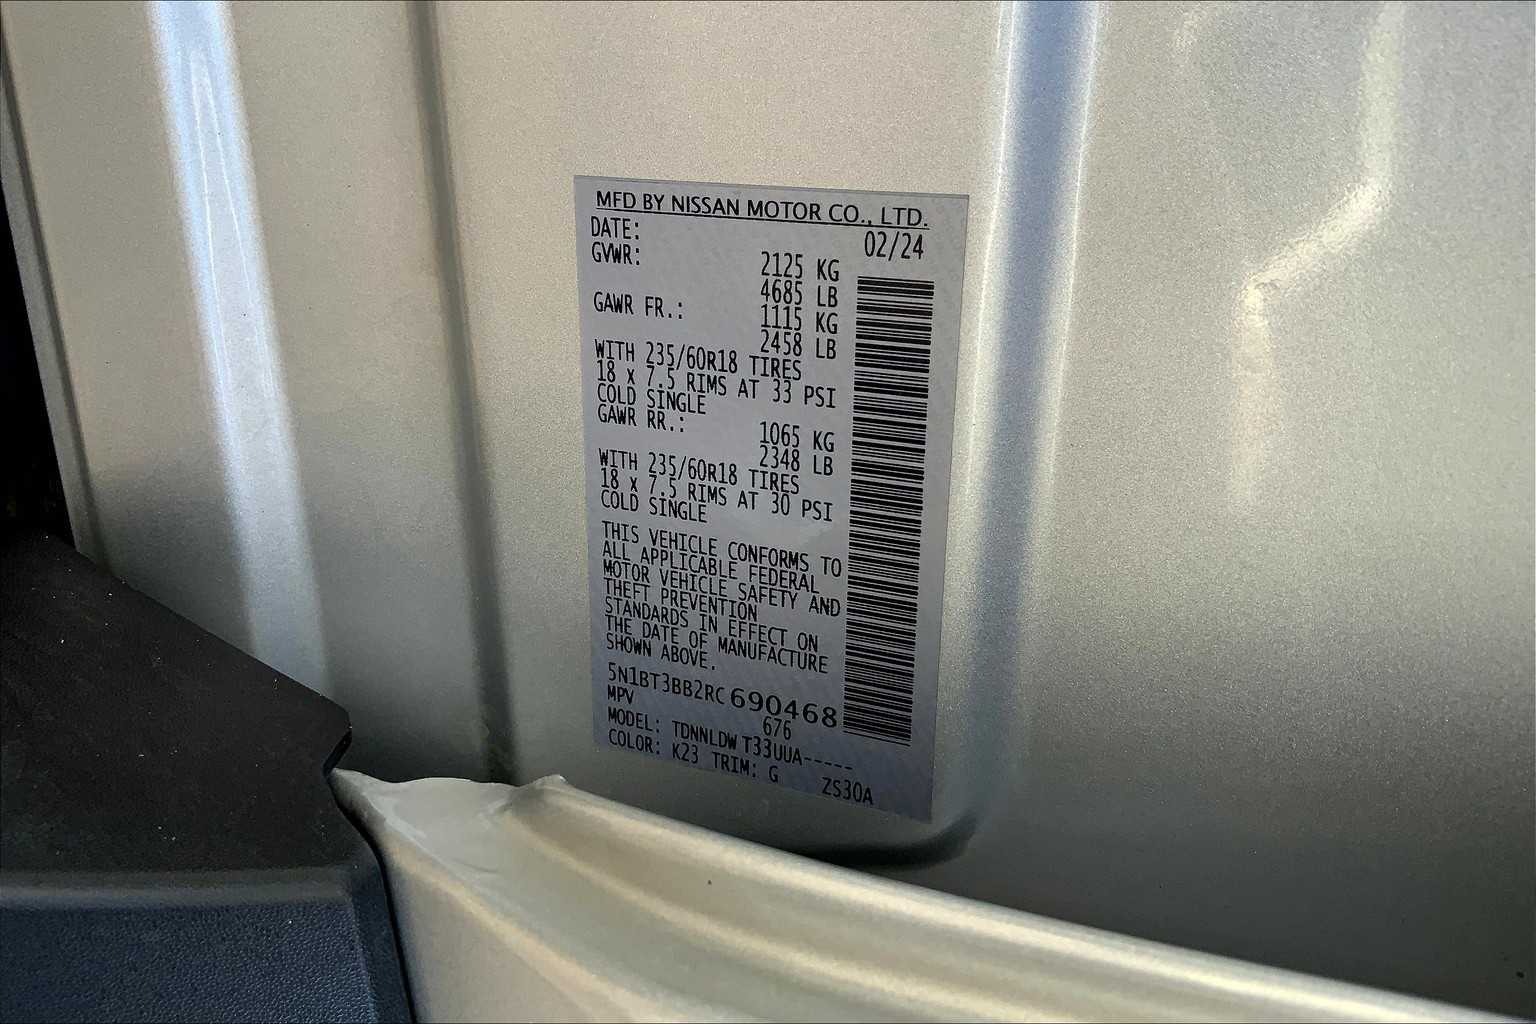 MFD BY NISSAN MOTOR CO., LTD.
DATE: 02/24
GVWR: 2125 KG
4685 LB
GAWR FR.: 1115 KG
2458 LB
WITH 235/60R18 TIRES
18 x 7.5 RIMS AT 33 PSI
COLD SINGLE
GAWR RR.: 1065 KG
2348 LB
WITH 235/60R18 TIRES
18 x 7.5 RIMS AT 30 PSI
COLD SINGLE
THIS VEHICLE CONFORMS TO
ALL APPLICABLE FEDERAL
MOTOR VEHICLE SAFETY AND
THEFT PREVENTION
STANDARDS IN EFFECT ON
THE DATE OF MANUFACTURE
SHOWN ABOVE.
5N1BT3BB2RC690468
MPV 676
MODEL: TDNNLDWT33UUA-----
COLOR: K23 TRIM: G ZS30A